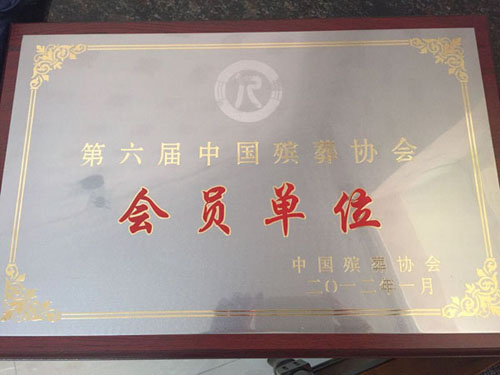 第六届中国殡葬协会
会员单位
中国殡葬协会
二〇一二年一月